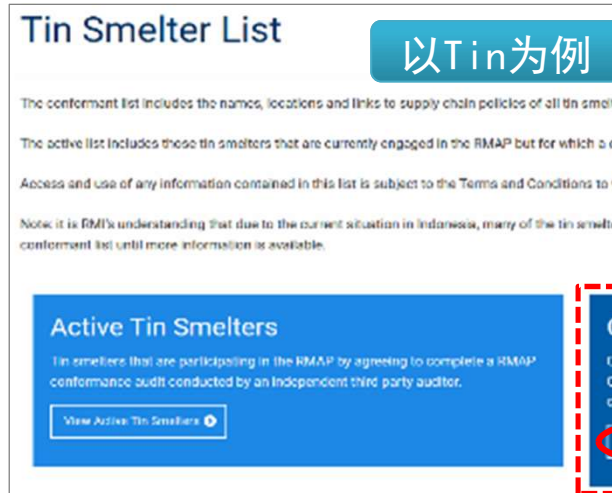 Tin Smelter List
以Tin为例
The conformant list includes the names, locations and links to supply chain policies of all tin smel
The active list includes those tin smelters that are currently engaged in the RMAP but for which a
Access and use of any information contained in this list is subject to the Terms and Conditions to
Note: it is RMI's understanding that due to the current situation in Indonesia, many of the tin smelt
conformant list until more information is available.
Active Tin Smelters
Tin smelters that are participating in the RMAP by agreeing to complete a RMAP
conformance audit conducted by an independent third party auditor.
View Active Tin Smelters